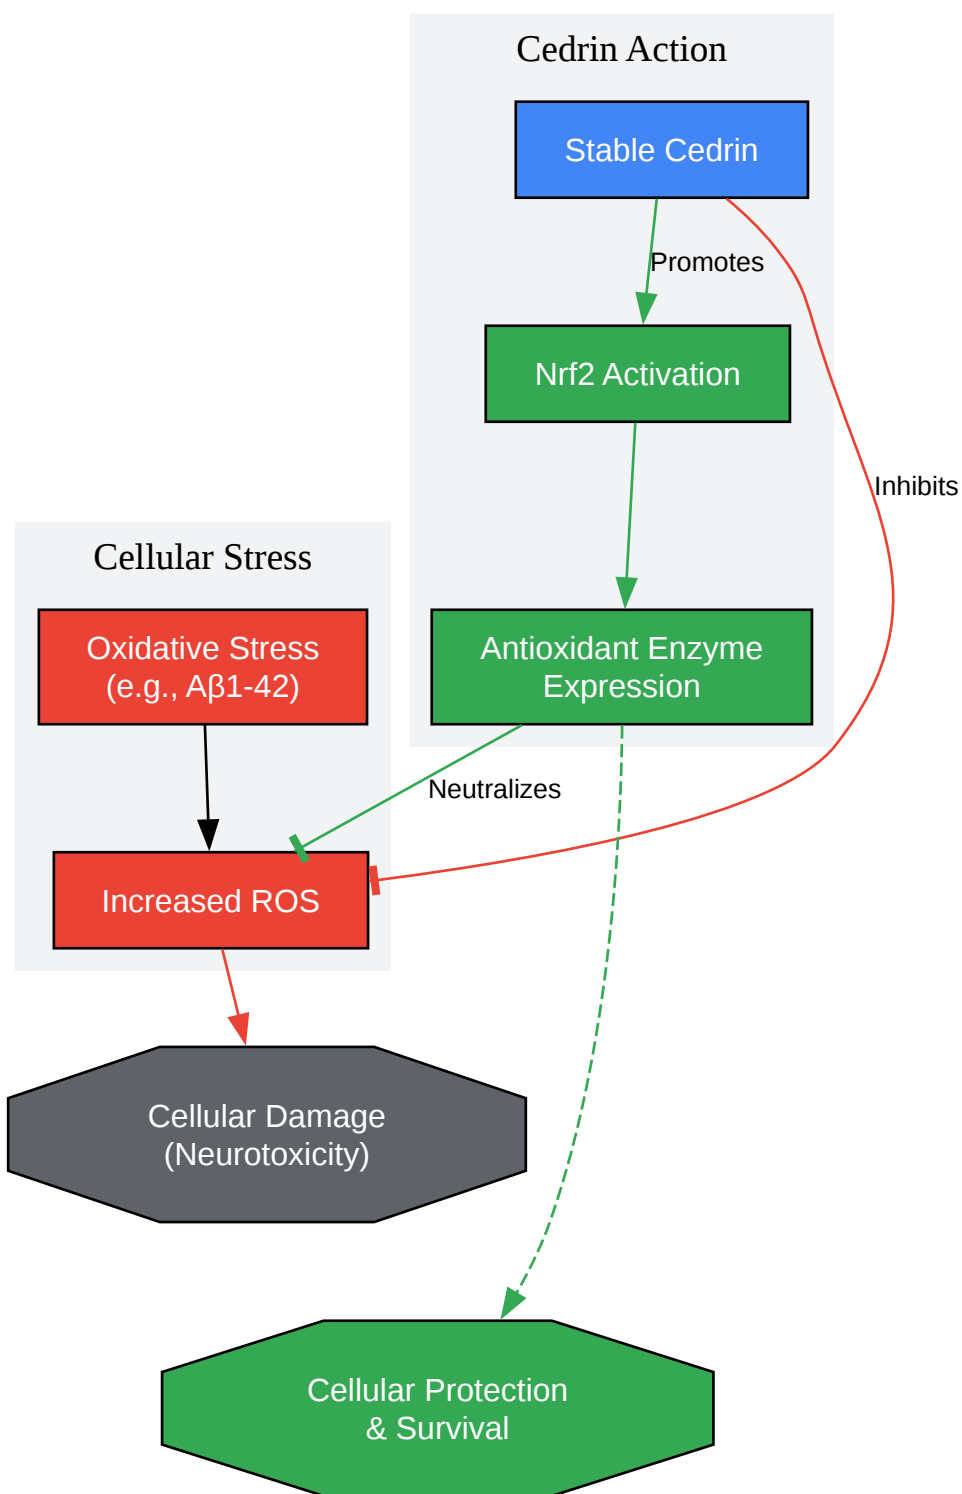 Cedrin Action
Stable Cedrin
Promotes
Nrf2 Activation
Inhibits
Cellular Stress
Oxidative Stress
(e.g., Aβ1-42)
Antioxidant Enzyme
Expression
Neutralizes
Increased ROS
Cellular Damage
(Neurotoxicity)
Cellular Protection
& Survival